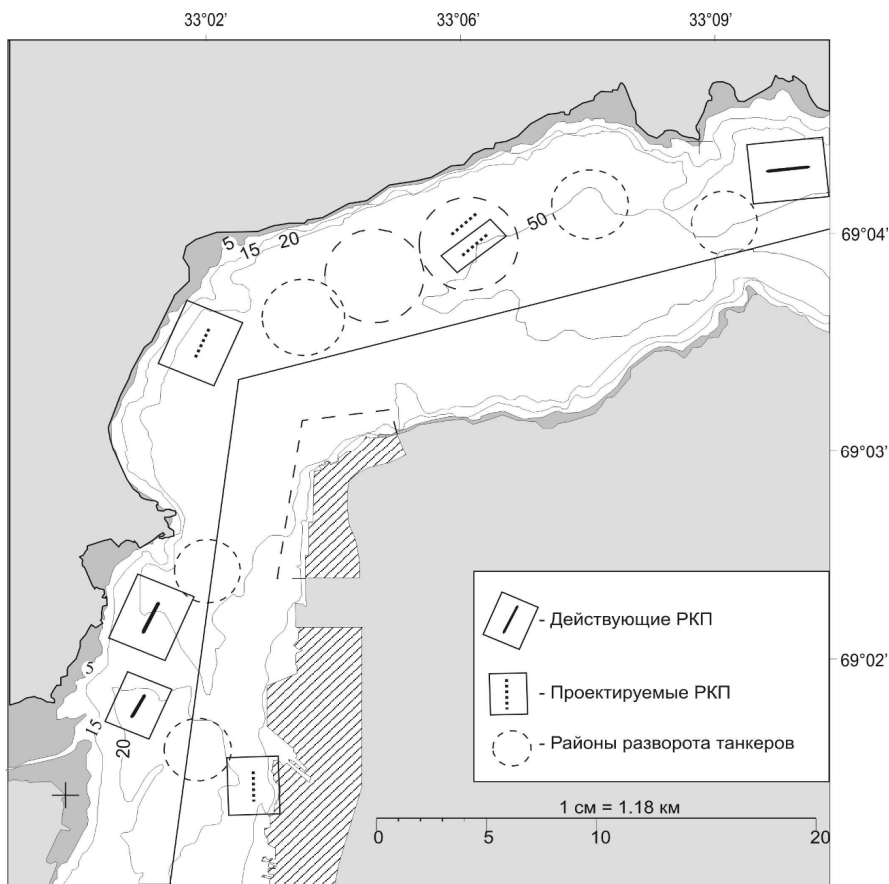 33°02' 33°06' 33°09'
69°04'
50
5 15 20
69°03'
- Действующие РКП
69°02'
5
- Проектируемые РКП
15
20
- Районы разворота танкеров
1 см = 1.18 км
0 5 10 20